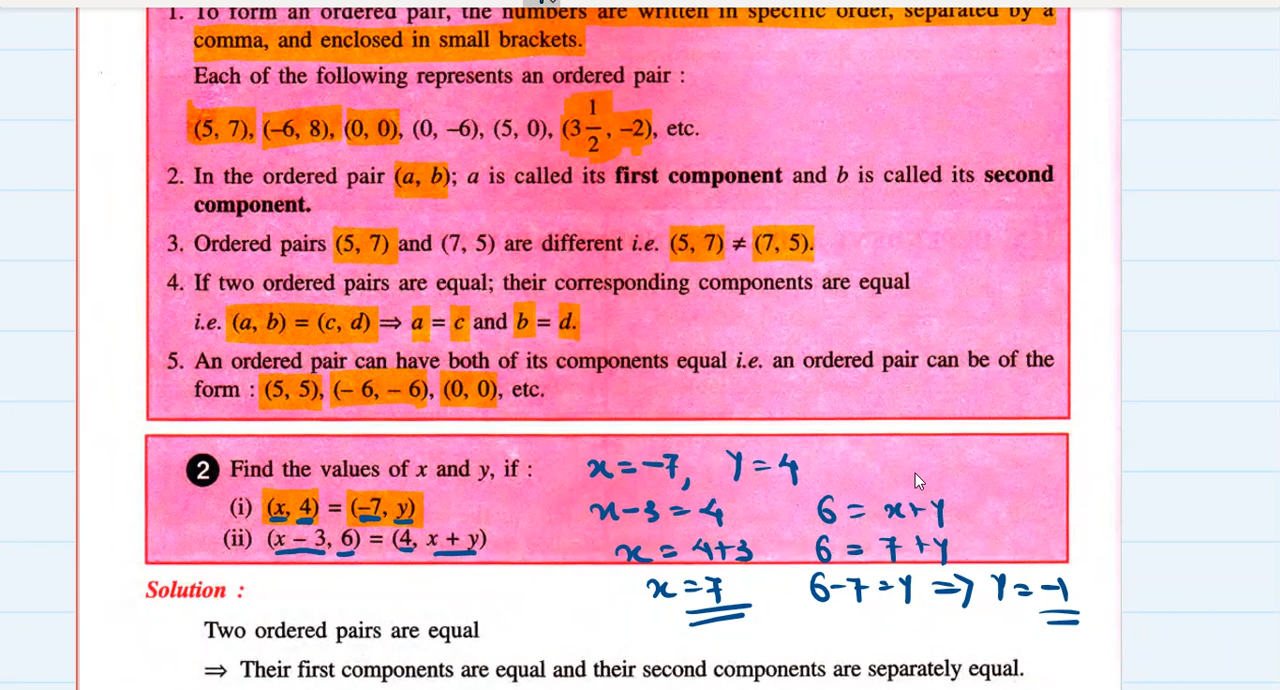 1. To form an ordered pair, the numbers are written in specific order, separated by a
comma, and enclosed in small brackets.
Each of the following represents an ordered pair :
(5, 7), (–6, 8), (0, 0), (0, –6), (5, 0), (3 1/2, –2), etc.
2. In the ordered pair (a, b); a is called its first component and b is called its second
component.
3. Ordered pairs (5, 7) and (7, 5) are different i.e. (5, 7) ≠ (7, 5).
4. If two ordered pairs are equal; their corresponding components are equal
i.e. (a, b) = (c, d) ⇒ a = c and b = d.
5. An ordered pair can have both of its components equal i.e. an ordered pair can be of the
form : (5, 5), (– 6, – 6), (0, 0), etc.
2 Find the values of x and y, if : x = -7, y = 4
(i) (x, 4) = (–7, y) x - 3 = 4 6 = x + y
(ii) (x – 3, 6) = (4, x + y) x = 4+3 6 = 7 + y
Solution : x = 7 6 - 7 = y ⇒ y = -1
Two ordered pairs are equal
⇒ Their first components are equal and their second components are separately equal.